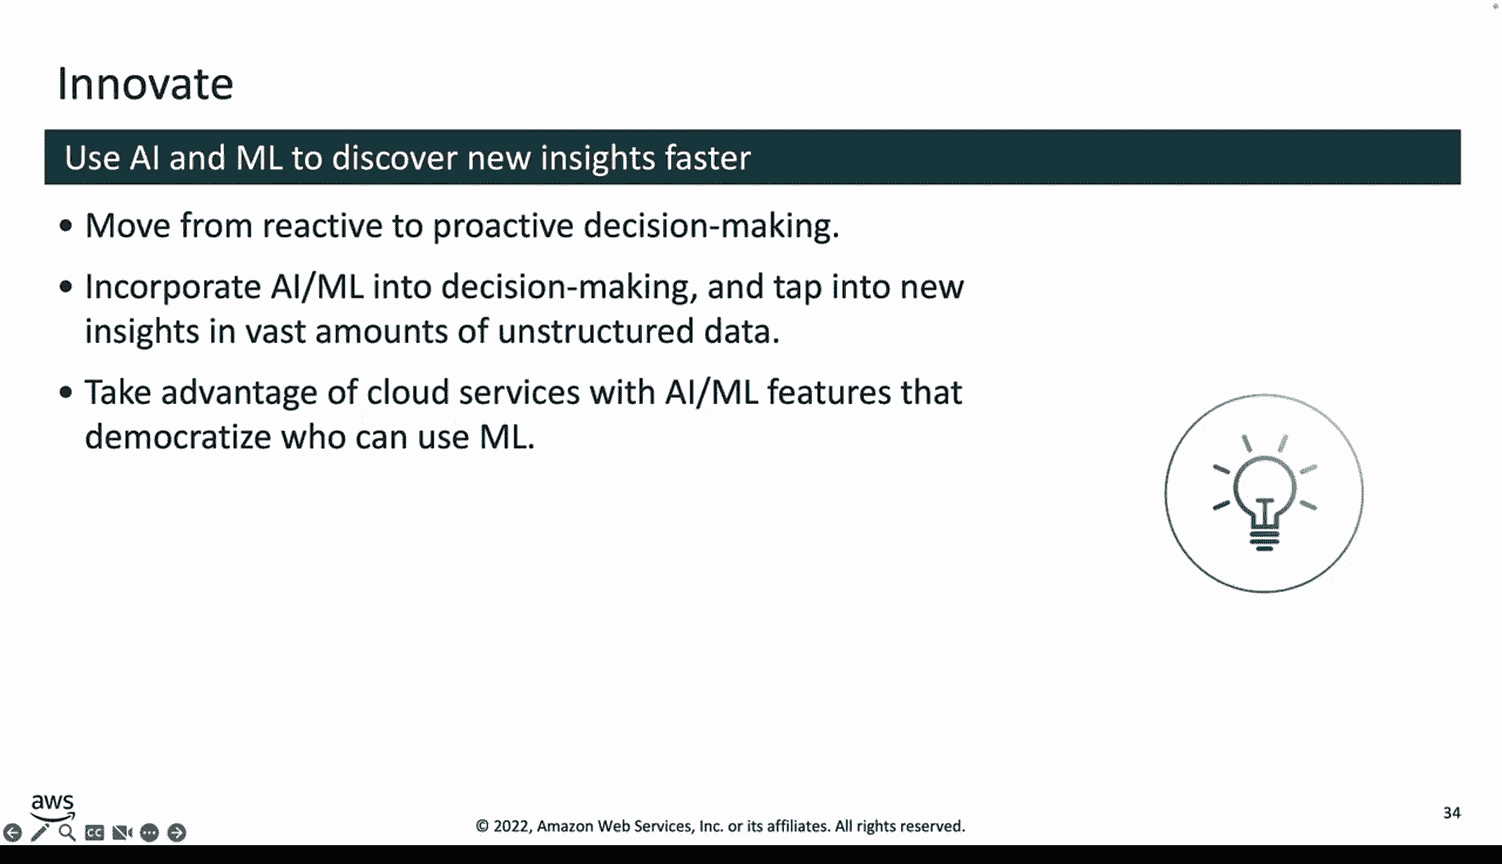 Innovate
Use AI and ML to discover new insights faster
• Move from reactive to proactive decision-making.
• Incorporate AI/ML into decision-making, and tap into new
insights in vast amounts of unstructured data.
• Take advantage of cloud services with AI/ML features that
democratize who can use ML.
aws
CC
© 2022, Amazon Web Services, Inc. or its affiliates. All rights reserved.
34